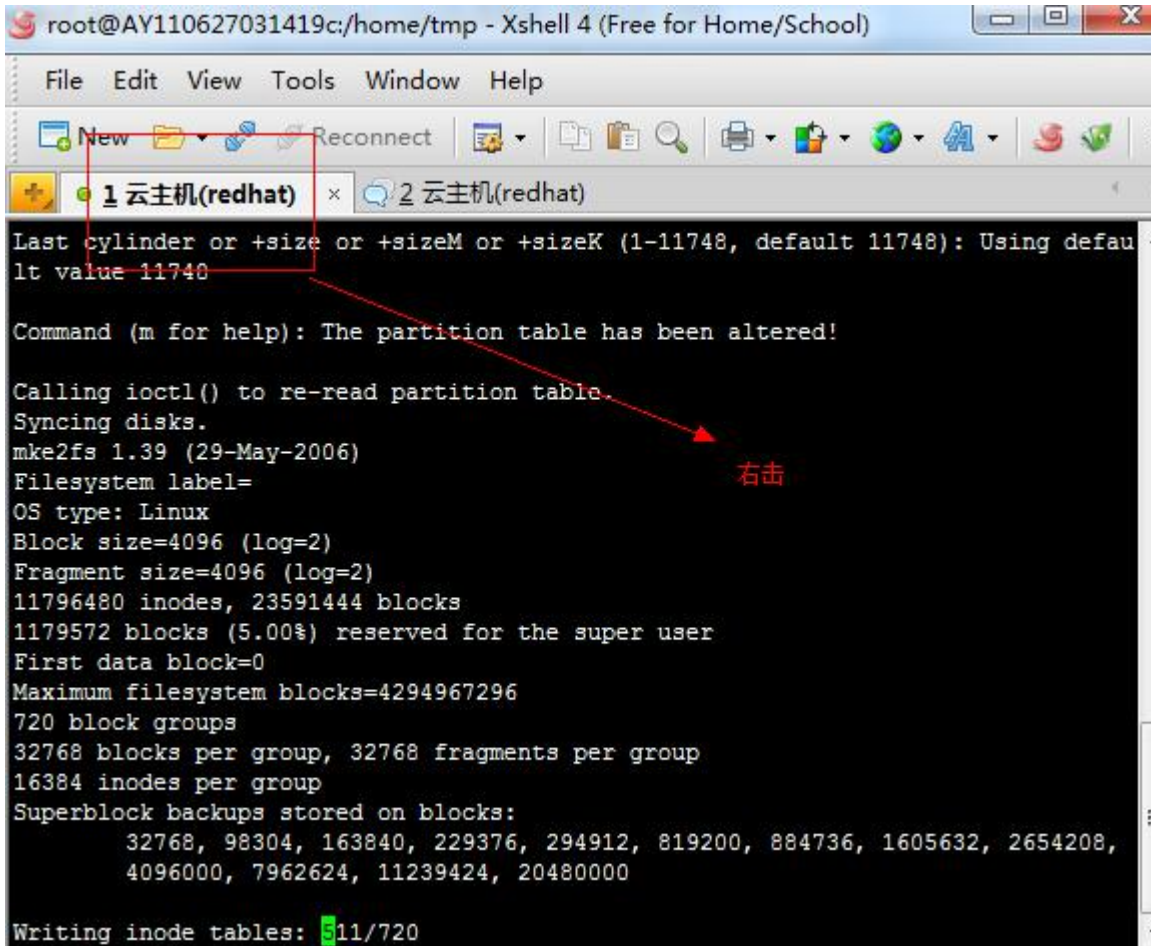 root@AY110627031419c:/home/tmp - Xshell 4 (Free for Home/School)
File Edit View Tools Window Help
New Reconnect
1 云主机(redhat) 2 云主机(redhat)
Last cylinder or +size or +sizeM or +sizeK (1-11748, default 11748): Using defau
lt value 11748
Command (m for help): The partition table has been altered!
Calling ioctl() to re-read partition table.
Syncing disks.
mke2fs 1.39 (29-May-2006)
Filesystem label=
右击
OS type: Linux
Block size=4096 (log=2)
Fragment size=4096 (log=2)
11796480 inodes, 23591444 blocks
1179572 blocks (5.00%) reserved for the super user
First data block=0
Maximum filesystem blocks=4294967296
720 block groups
32768 blocks per group, 32768 fragments per group
16384 inodes per group
Superblock backups stored on blocks:
32768, 98304, 163840, 229376, 294912, 819200, 884736, 1605632, 2654208,
4096000, 7962624, 11239424, 20480000
Writing inode tables: 511/720